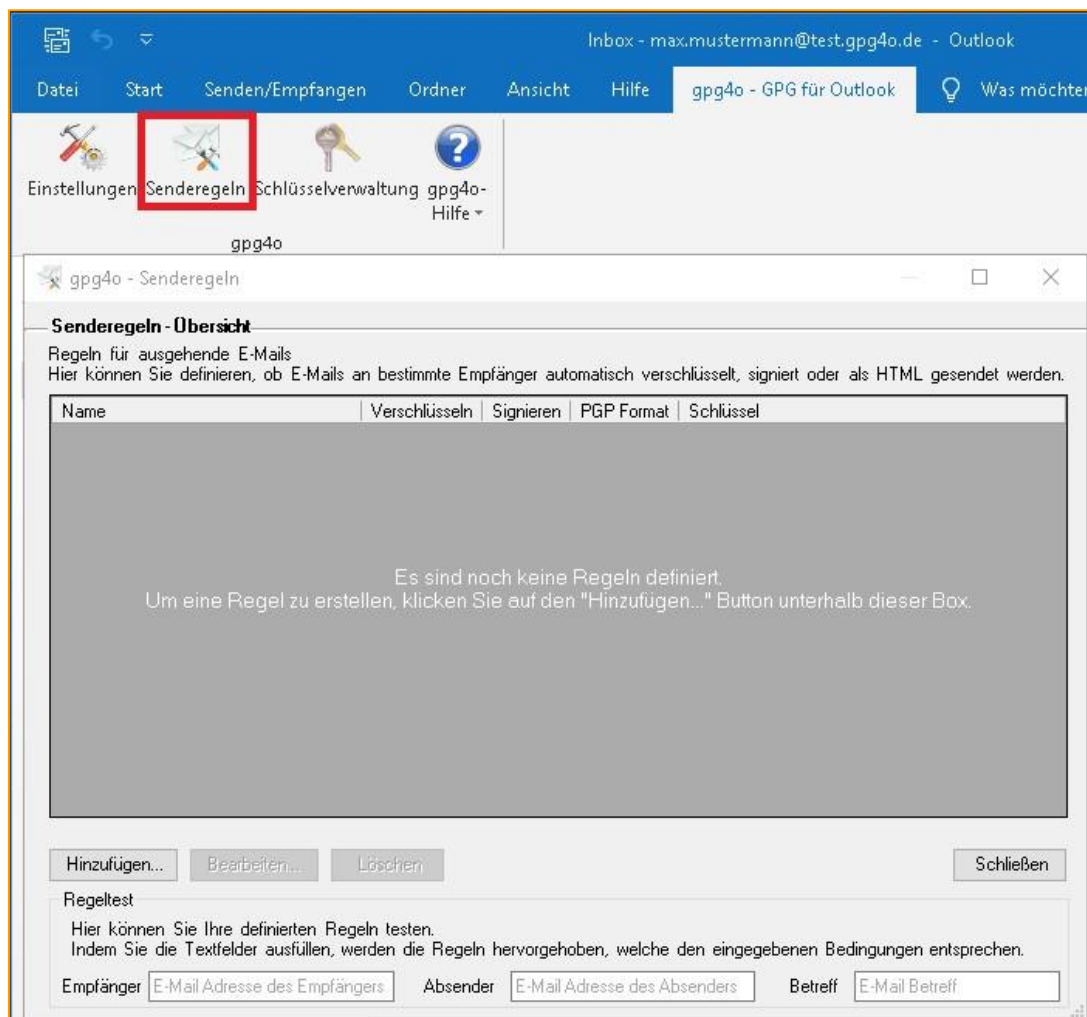 Inbox - max.mustermann@test.gpg4o.de - Outlook
Datei Start Senden/Empfangen Ordner Ansicht Hilfe gpg4o - GPG für Outlook Was möchten
Einstellungen Senderegeln Schlüsselverwaltung gpg4o-
Hilfe
gpg4o
gpg4o - Senderegeln
Senderegeln - Übersicht
Regeln für ausgehende E-Mails
Hier können Sie definieren, ob E-Mails an bestimmte Empfänger automatisch verschlüsselt, signiert oder als HTML gesendet werden.
Name Verschlüsseln Signieren PGP Format Schlüssel
Es sind noch keine Regeln definiert.
Um eine Regel zu erstellen, klicken Sie auf den "Hinzufügen..." Button unterhalb dieser Box.
Hinzufügen... Bearbeiten... Löschen Schließen
Regeltest
Hier können Sie Ihre definierten Regeln testen.
Indem Sie die Textfelder ausfüllen, werden die Regeln hervorgehoben, welche den eingegebenen Bedingungen entsprechen.
Empfänger E-Mail Adresse des Empfängers Absender E-Mail Adresse des Absenders Betreff E-Mail Betreff